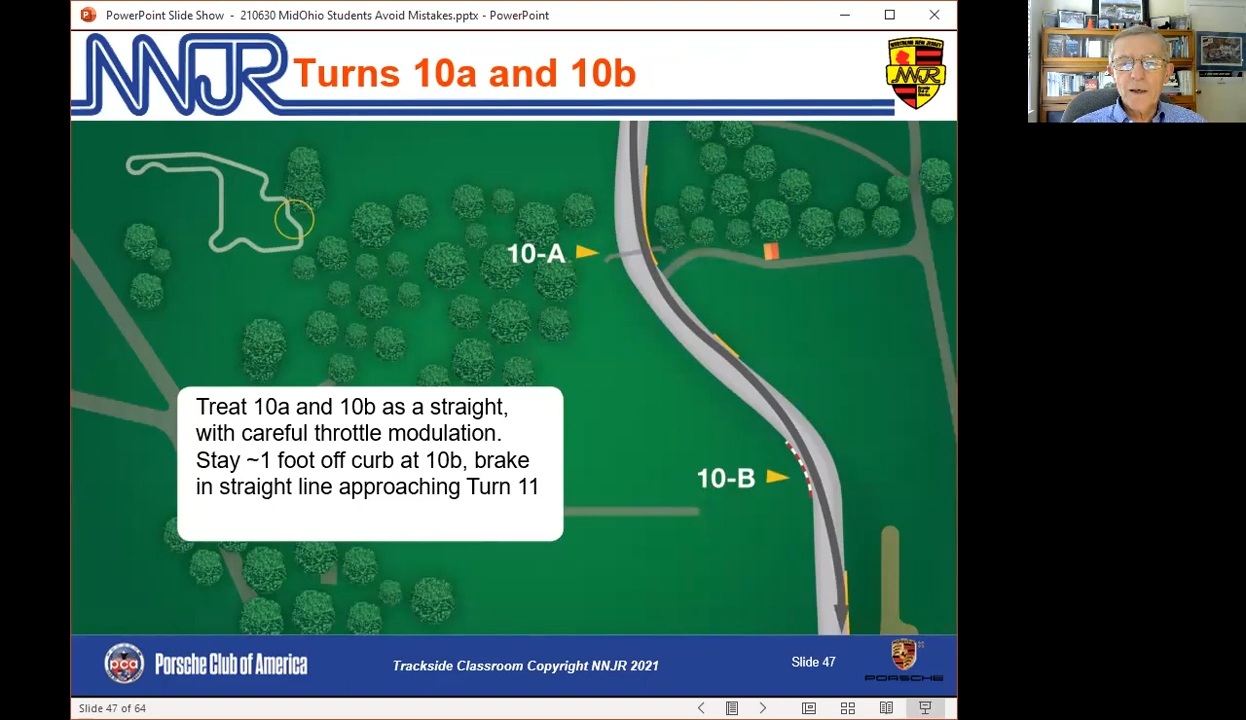 PowerPoint Slide Show - 210630 MidOhio Students Avoid Mistakes.pptx - PowerPoint
NNJR
Turns 10a and 10b
NNJR
10-A
10-B
Treat 10a and 10b as a straight,
with careful throttle modulation.
Stay ~1 foot off curb at 10b, brake
in straight line approaching Turn 11
pca
Porsche Club of America
Trackside Classroom Copyright NNJR 2021
Slide 47
PORSCHE
Slide 47 of 64